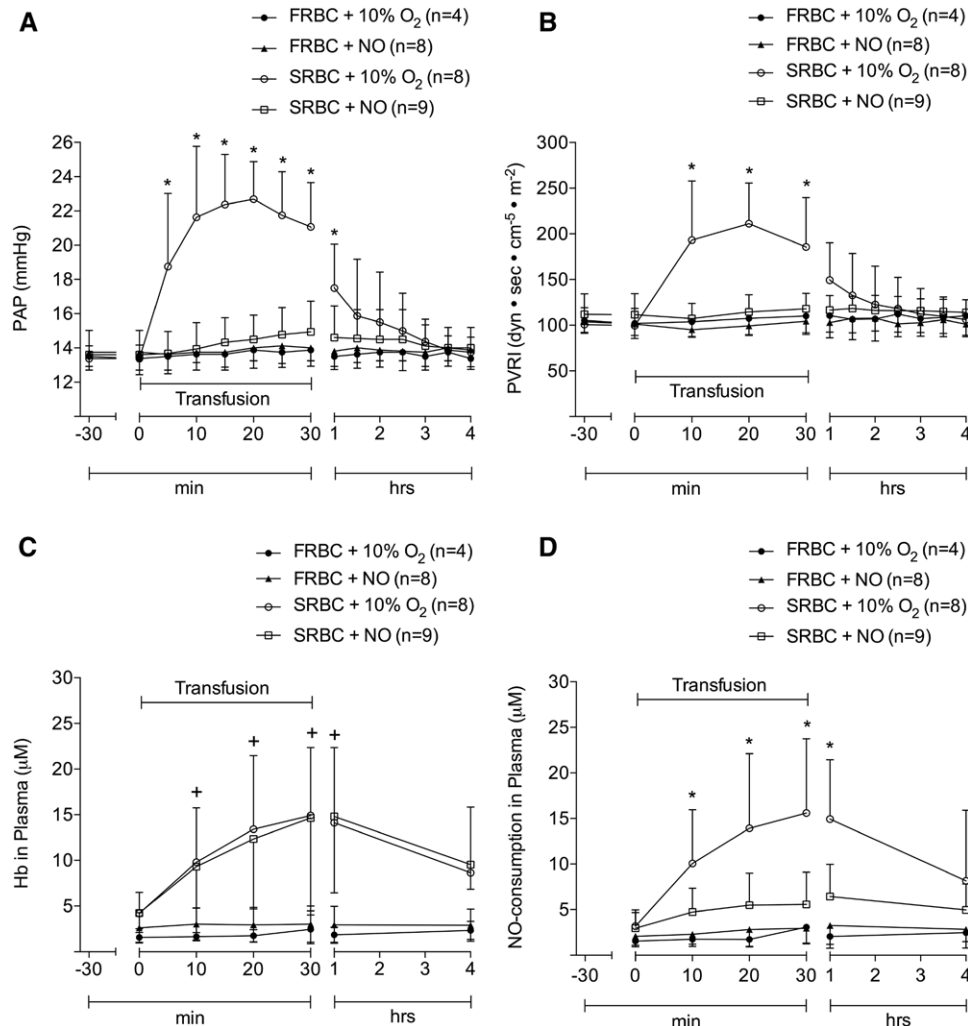 A
FRBC + 10% O2 (n=4)
FRBC + NO (n=8)
SRBC + 10% O2 (n=8)
SRBC + NO (n=9)
PAP (mmHg)
26
24
22
20
18
16
14
12
* * * * * * *
Transfusion
-30 0 10 20 30 1 2 3 4
min hrs
B
FRBC + 10% O2 (n=4)
FRBC + NO (n=8)
SRBC + 10% O2 (n=8)
SRBC + NO (n=9)
PVRI (dyn • sec • cm-5 • m-2)
300
250
200
150
100
50
* * *
Transfusion
-30 0 10 20 30 1 2 3 4
min hrs
C
FRBC + 10% O2 (n=4)
FRBC + NO (n=8)
SRBC + 10% O2 (n=8)
SRBC + NO (n=9)
Hb in Plasma (μM)
30
25
20
15
10
5
Transfusion
+ + + +
-30 0 10 20 30 1 2 3 4
min hrs
D
FRBC + 10% O2 (n=4)
FRBC + NO (n=8)
SRBC + 10% O2 (n=8)
SRBC + NO (n=9)
NO-consumption in Plasma (μM)
30
25
20
15
10
5
Transfusion
* * * *
-30 0 10 20 30 1 2 3 4
min hrs